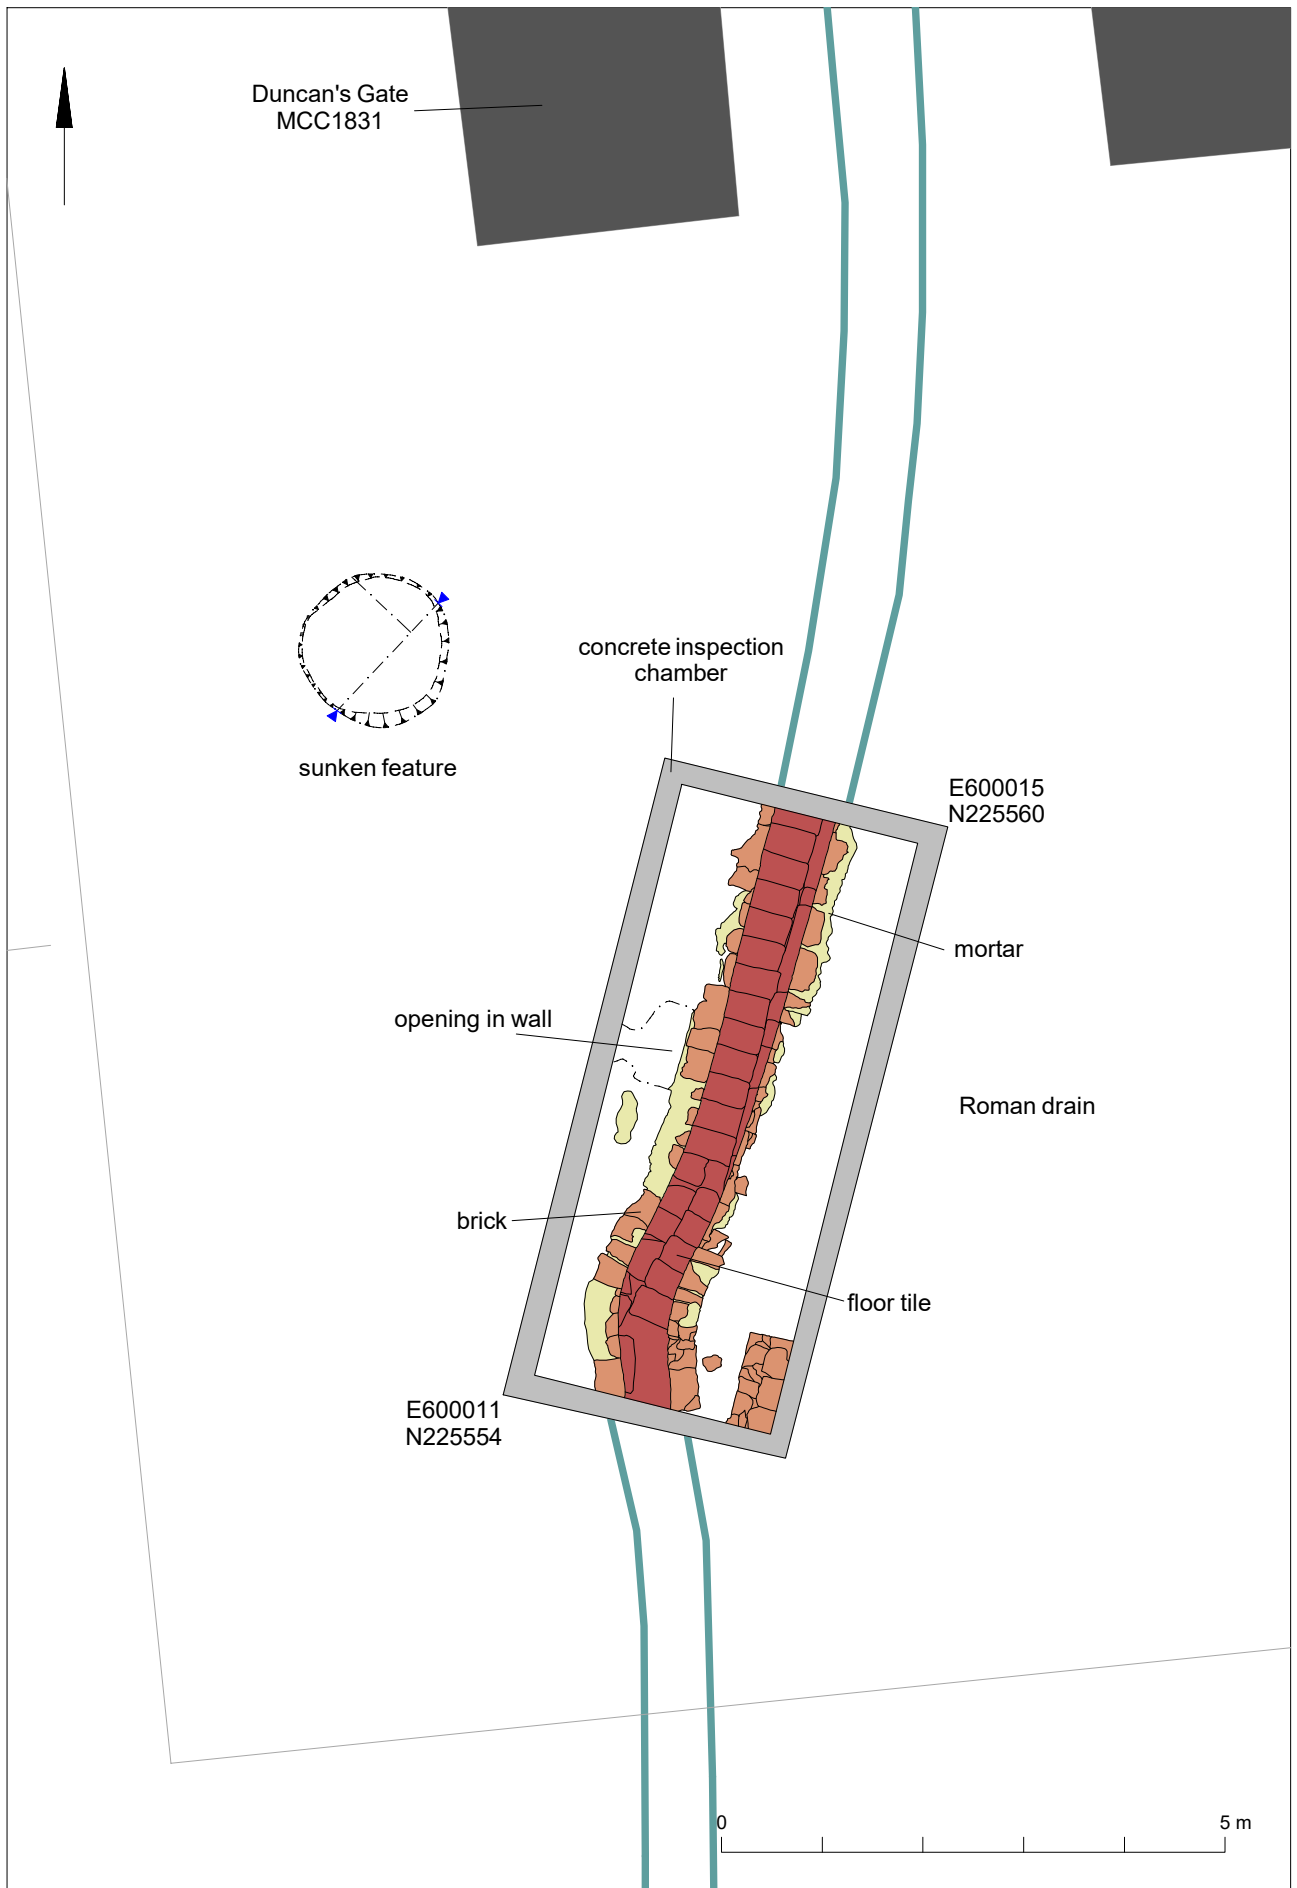 Duncan's Gate
MCC1831
concrete inspection
chamber
sunken feature
E600015
N225560
mortar
opening in wall
Roman drain
brick
floor tile
E600011
N225554
0
5 m